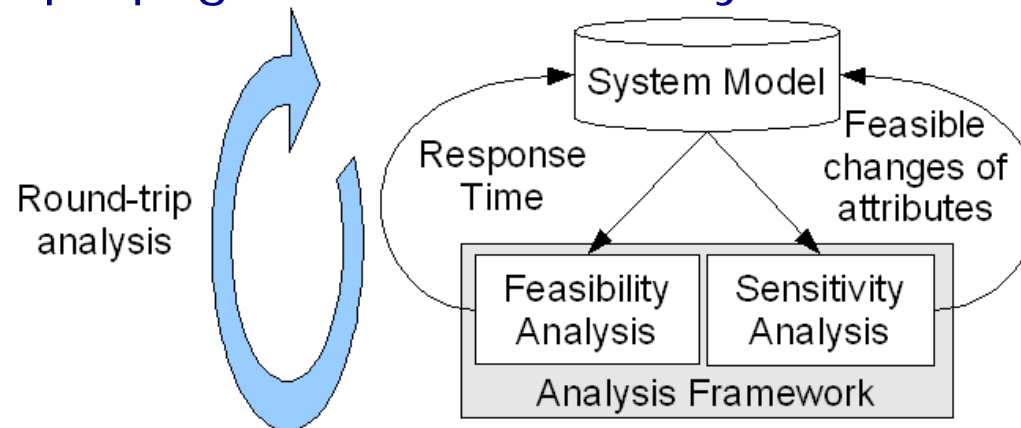 System Model
Response
Time
Feasible
changes of
attributes
Round-trip
analysis
Feasibility
Analysis
Sensitivity
Analysis
Analysis Framework